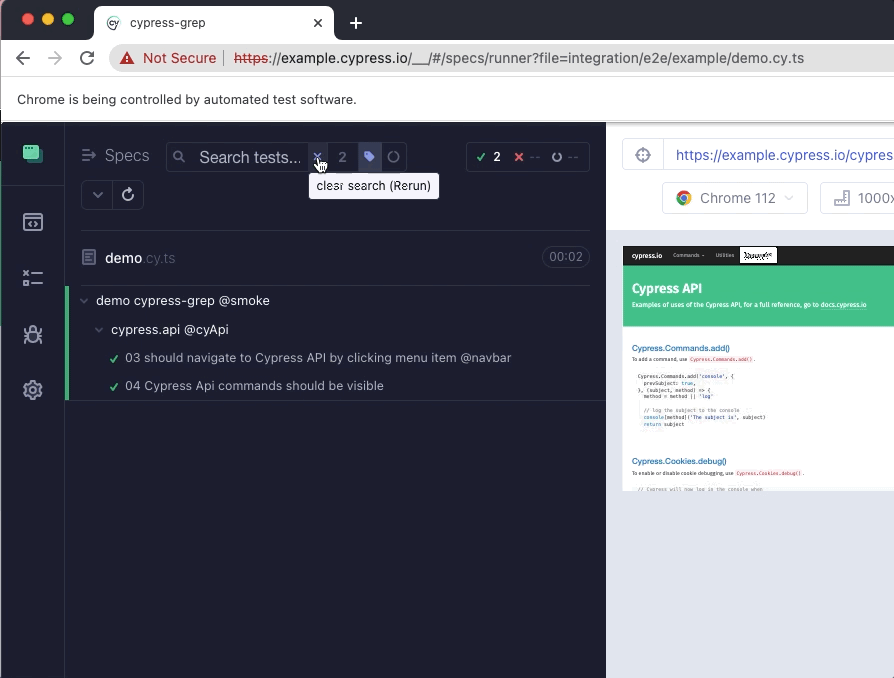 cypress-grep
Not Secure https://example.cypress.io/__/#/specs/runner?file=integration/e2e/example/demo.cy.ts
Chrome is being controlled by automated test software.
Specs
Search tests...
2
2 -- --
clear search (Rerun)
https://example.cypress.io/cypres
Chrome 112
1000x
demo.cy.ts
00:02
demo cypress-grep @smoke
cypress.api @cyApi
03 should navigate to Cypress API by clicking menu item @navbar
04 Cypress Api commands should be visible
cypress.io Commands Utilities
Cypress API
Examples of uses of the Cypress API, for a full reference, go to docs.cypress.io
Cypress.Commands.add()
To add a command, use Cypress.Commands.add().
Cypress.Commands.add('console', {
prevSubject: true,
}, (subject, method) => {
method = method || 'log'
// log the subject to the console
console[method]('The subject is', subject)
return subject
Cypress.Cookies.debug()
To enable or disable cookie debugging, use Cypress.Cookies.debug().
// Cypress will now log in the console when